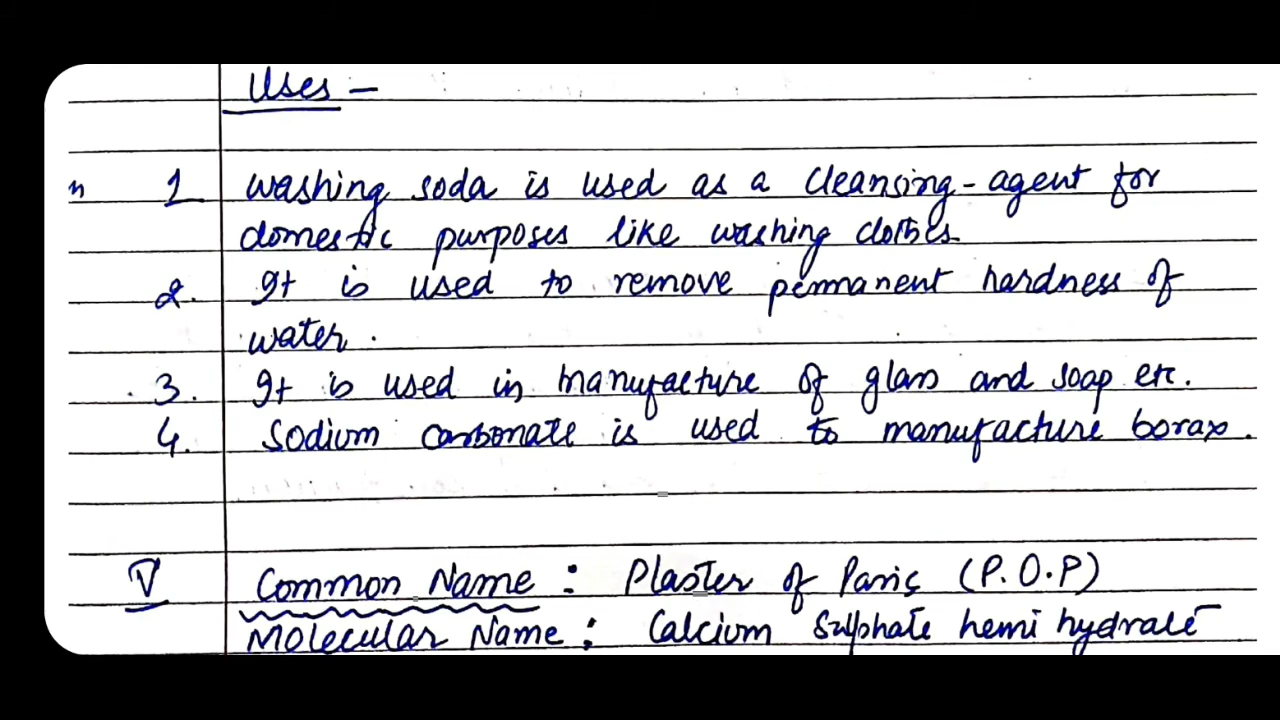 Uses -
1 washing soda is used as a cleansing-agent for
domestic purposes like washing clothes.
2. It is used to remove permanent hardness of
water.
3. It is used in manufacture of glass and soap etc.
4. Sodium carbonate is used to manufacture borax.
V Common Name : Plaster of Paris (P.O.P)
Molecular Name : Calcium Sulphate hemi hydrate